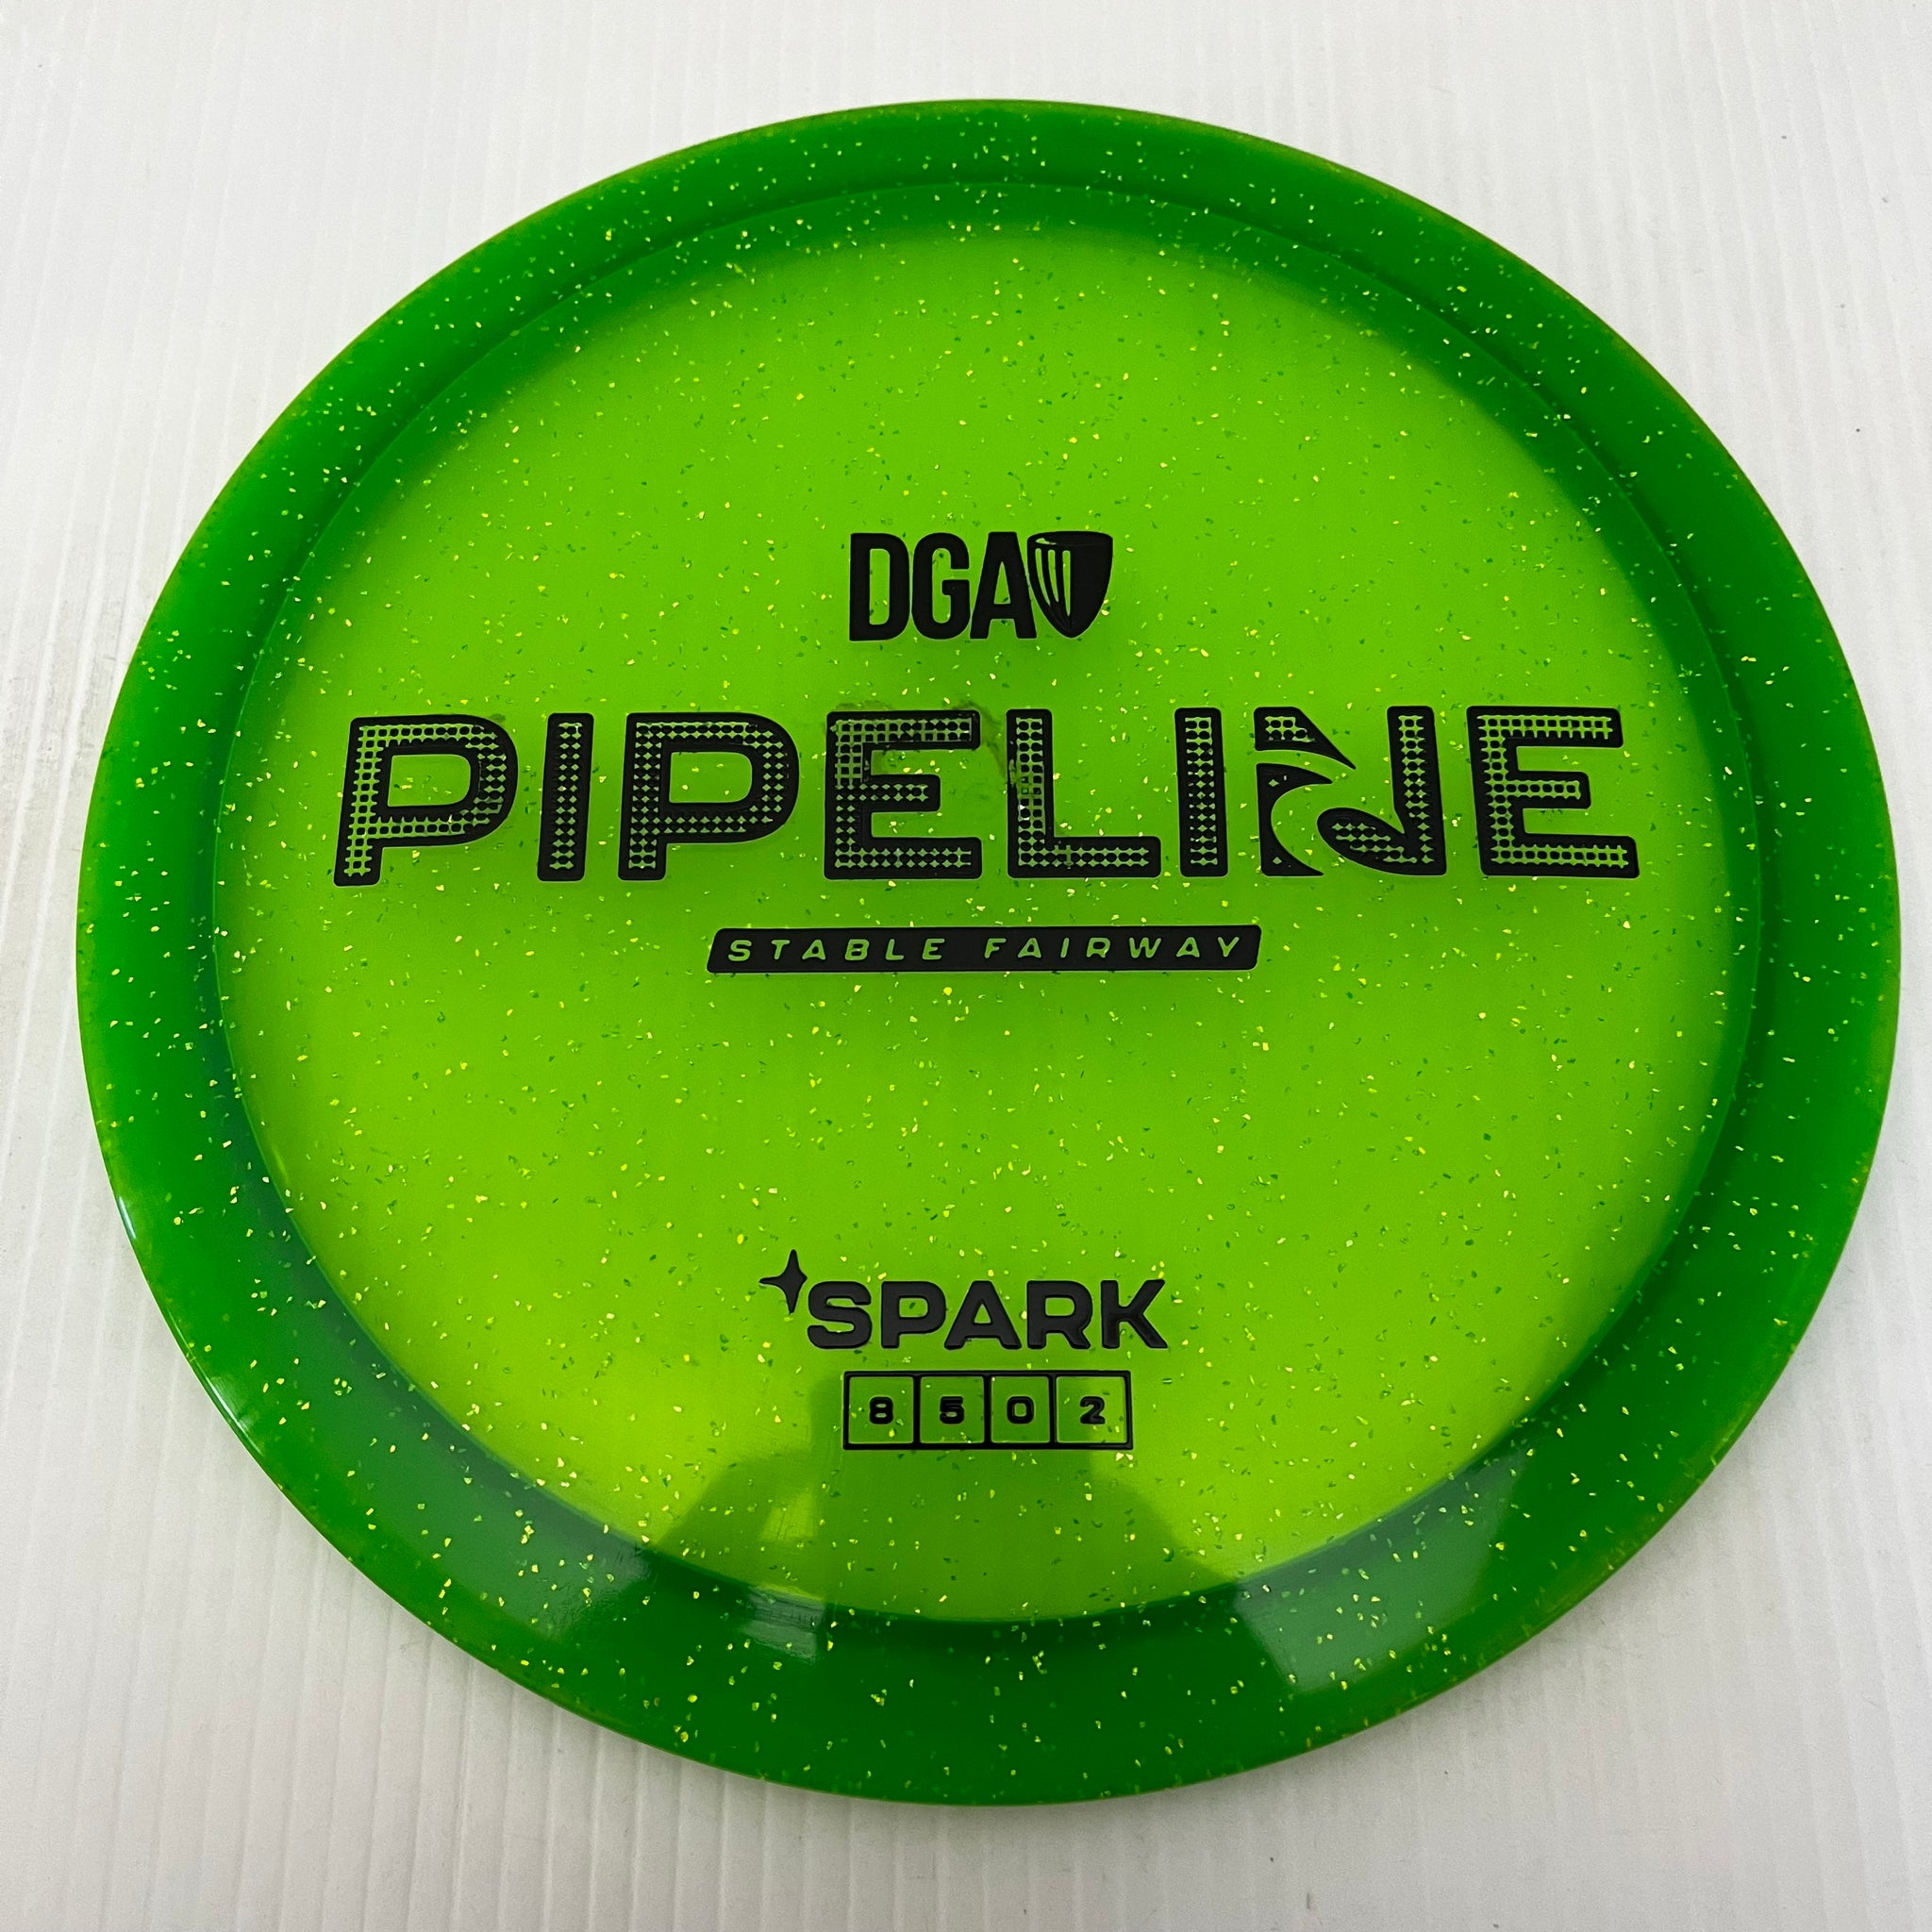 DGA
PIPELINE
STABLE FAIRWAY
SPARK
8 5 0 2